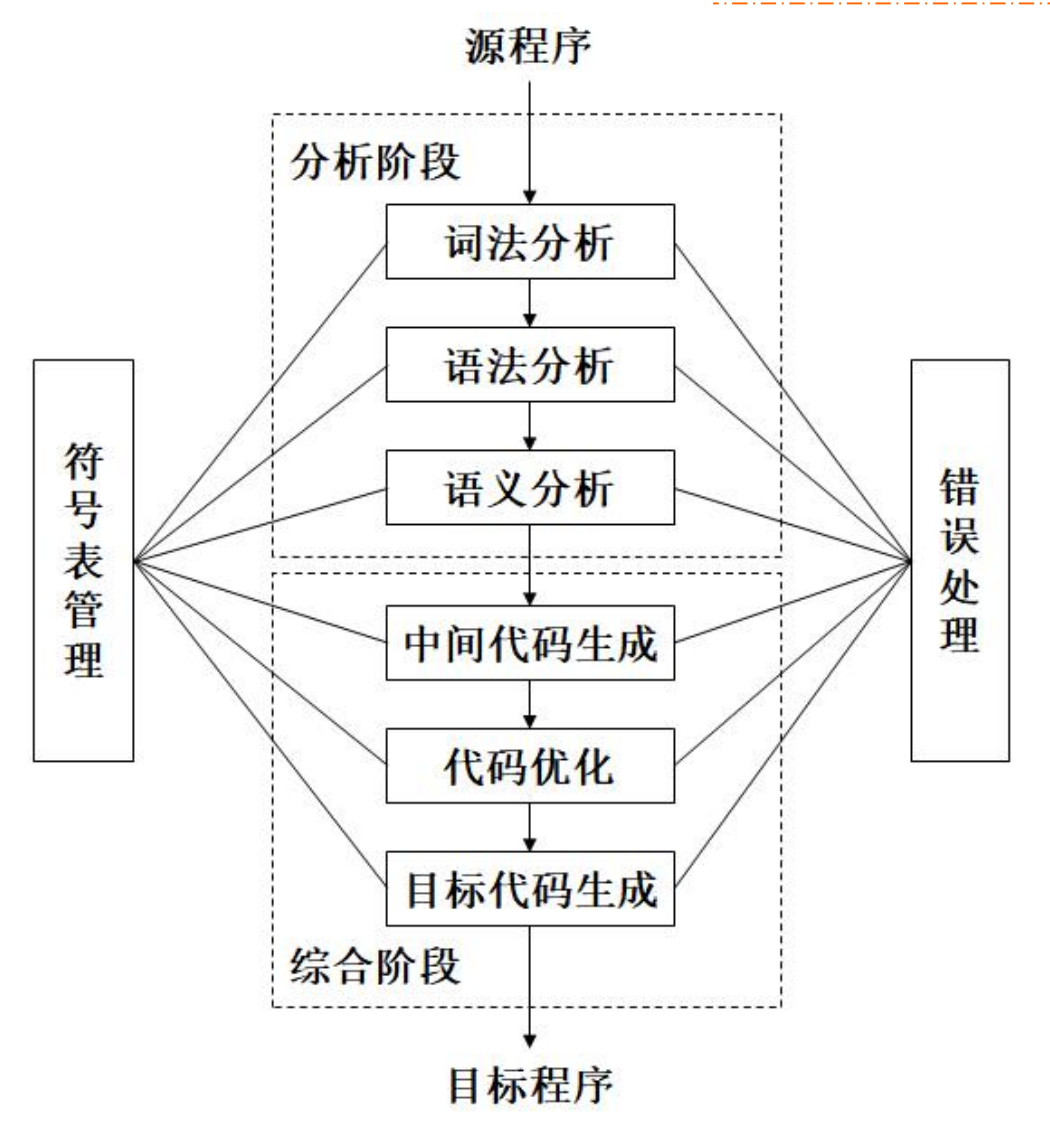 源程序
分析阶段
词法分析
语法分析
语义分析
符号表管理
错误处理
中间代码生成
代码优化
目标代码生成
综合阶段
目标程序